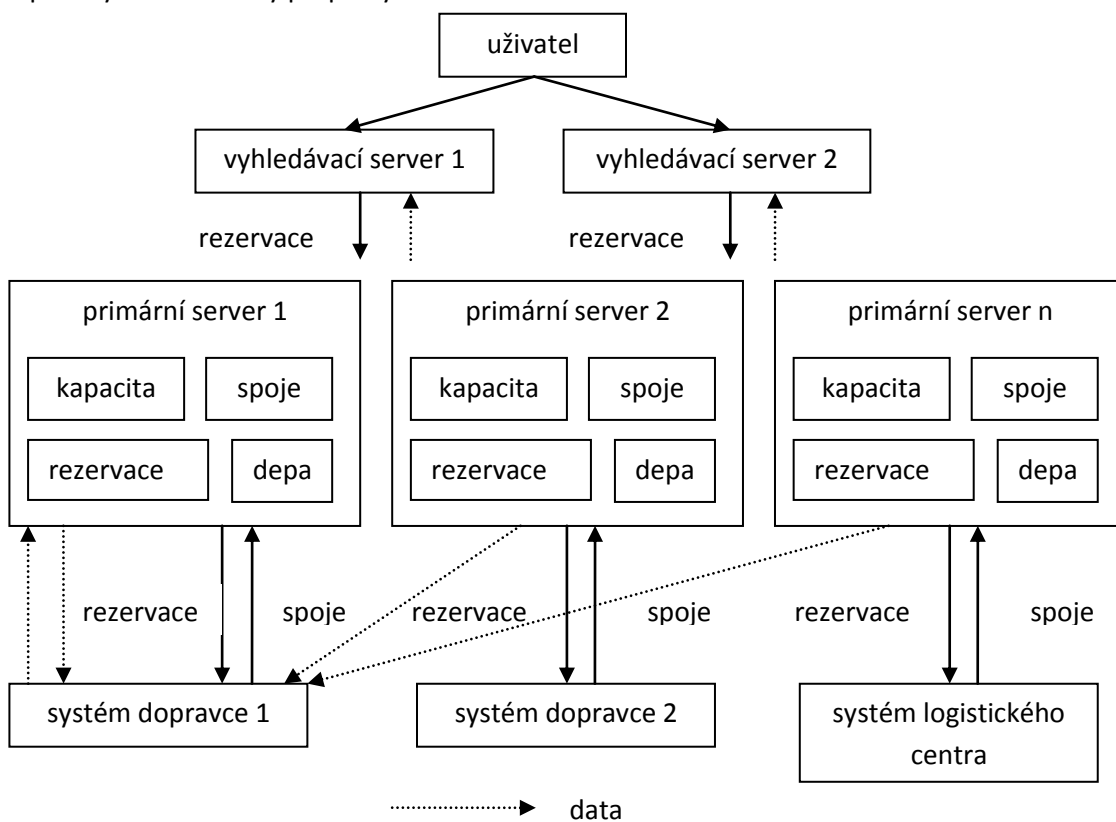 uživatel
vyhledávací server 1
vyhledávací server 2
rezervace
rezervace
primární server 1
primární server 2
primární server n
kapacita
spoje
kapacita
spoje
kapacita
spoje
rezervace
depa
rezervace
depa
rezervace
depa
rezervace
spoje
rezervace
spoje
rezervace
spoje
systém dopravce 1
systém dopravce 2
systém logistického
centra
data